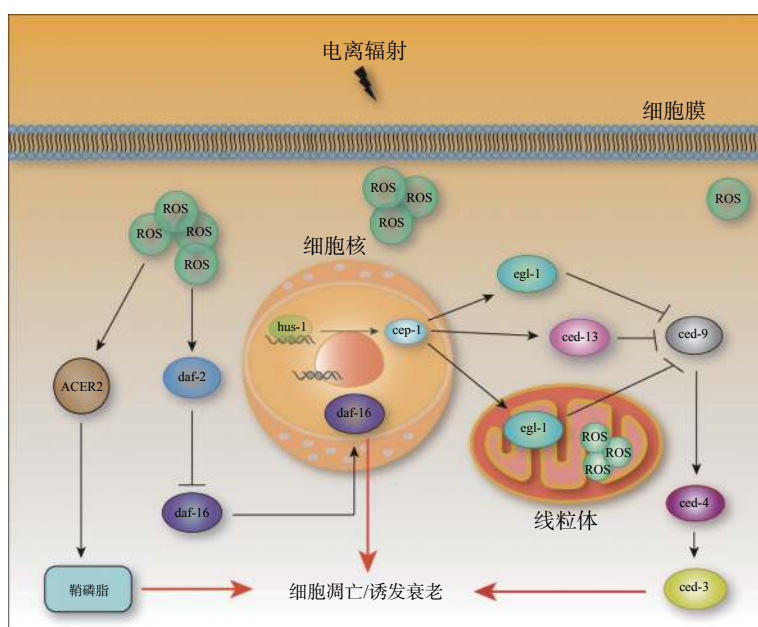 电离辐射
细胞膜
ROS
ROS
ROS
ROS
ROS
ROS
ROS
ROS
细胞核
egl-1
hus-1
cep-1
ced-13
ced-9
ACER2
daf-2
daf-16
egl-1
ROS
ROS
ROS
daf-16
线粒体
ced-4
鞘磷脂
细胞凋亡/诱发衰老
ced-3